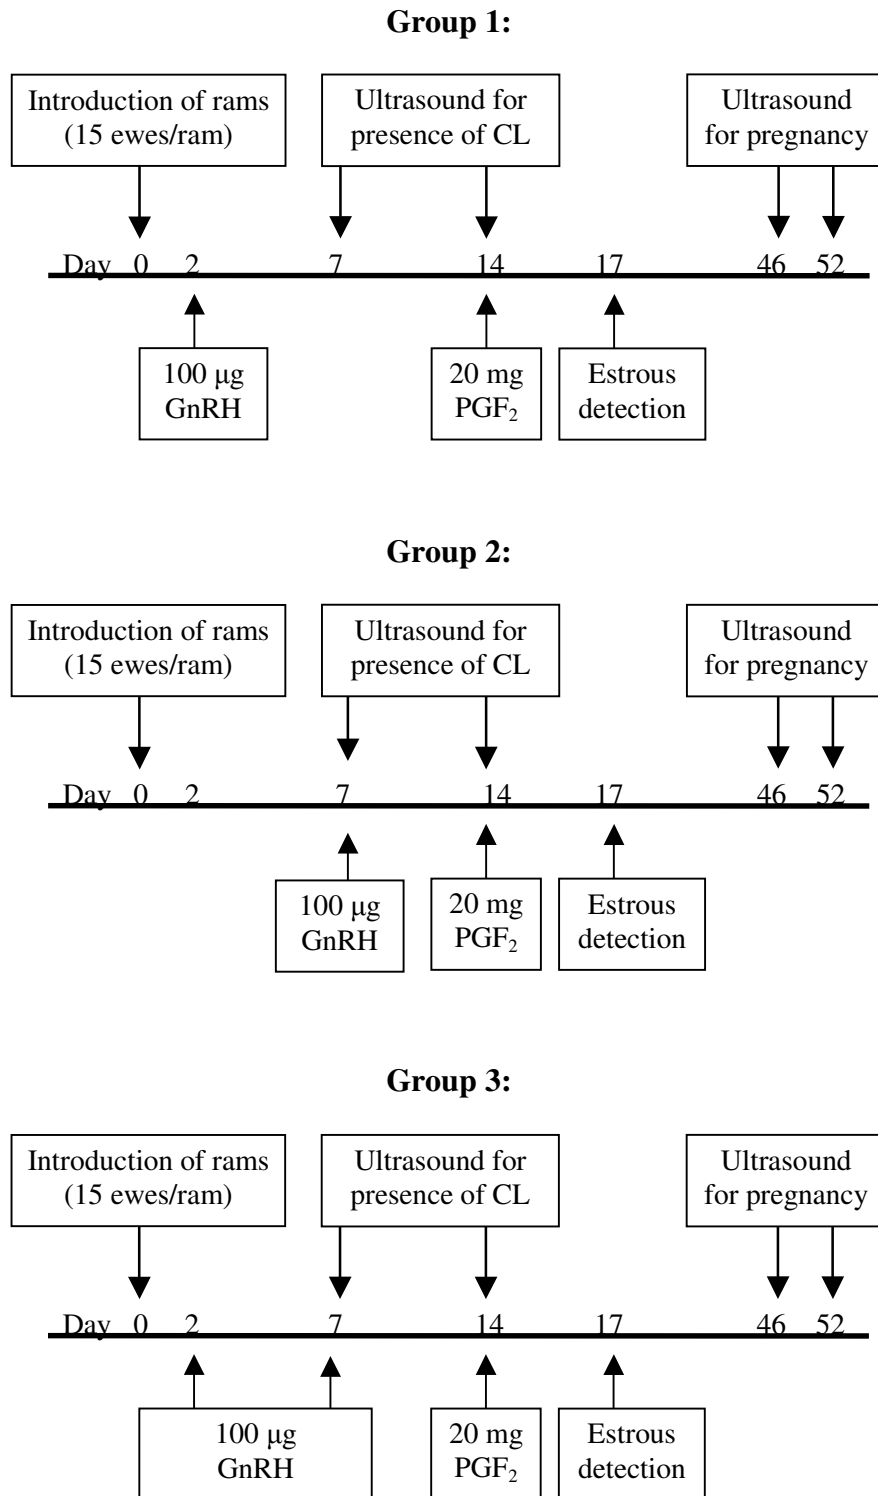 Group 1:
Introduction of rams
(15 ewes/ram)
Ultrasound for
presence of CL
Ultrasound
for pregnancy
Day 0 2 7 14 17 46 52
100 μg
GnRH
20 mg
PGF₂
Estrous
detection
Group 2:
Introduction of rams
(15 ewes/ram)
Ultrasound for
presence of CL
Ultrasound
for pregnancy
Day 0 2 7 14 17 46 52
100 μg
GnRH
20 mg
PGF₂
Estrous
detection
Group 3:
Introduction of rams
(15 ewes/ram)
Ultrasound for
presence of CL
Ultrasound
for pregnancy
Day 0 2 7 14 17 46 52
100 μg
GnRH
20 mg
PGF₂
Estrous
detection